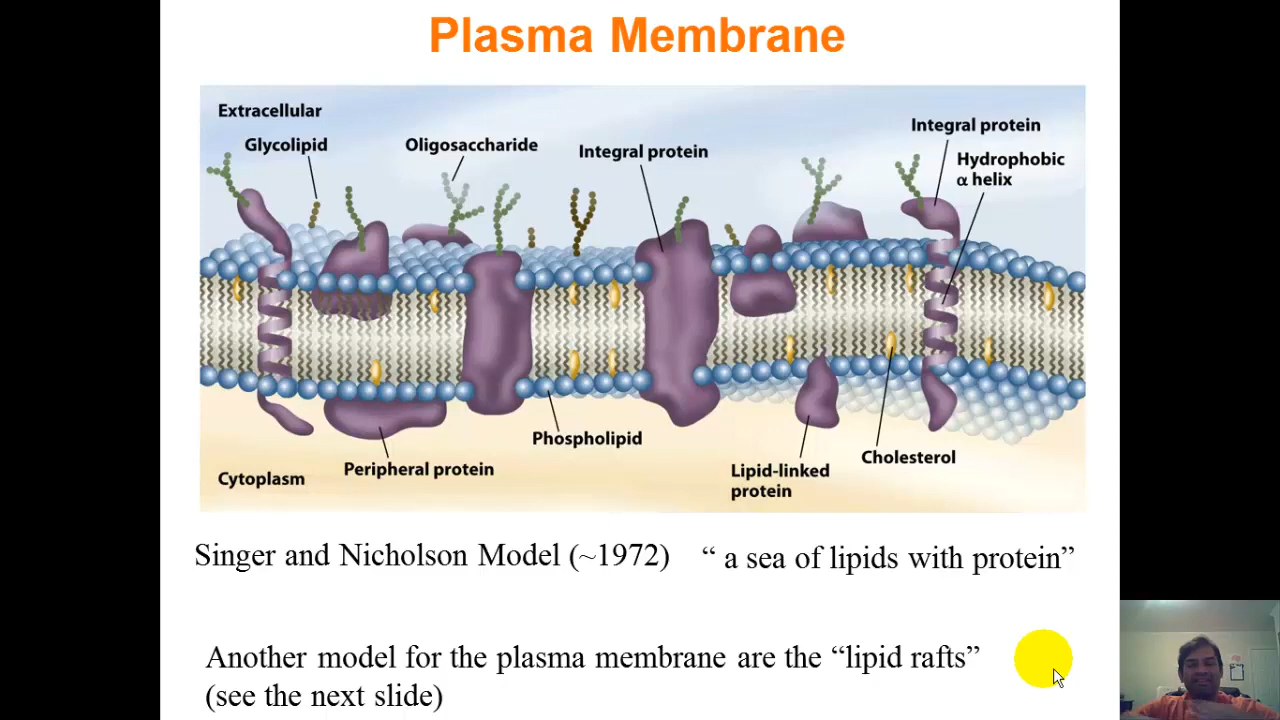 Plasma Membrane
Extracellular
Glycolipid
Oligosaccharide
Integral protein
Integral protein
Hydrophobic
α helix
Phospholipid
Peripheral protein
Cytoplasm
Lipid-linked
protein
Cholesterol
Singer and Nicholson Model (~1972) “ a sea of lipids with protein”
Another model for the plasma membrane are the “lipid rafts”
(see the next slide)